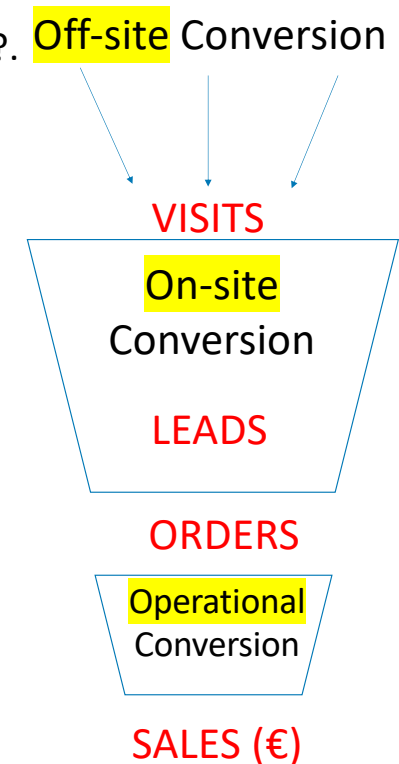 ?. Off-site Conversion
VISITS
On-site
Conversion
LEADS
ORDERS
Operational
Conversion
SALES (€)